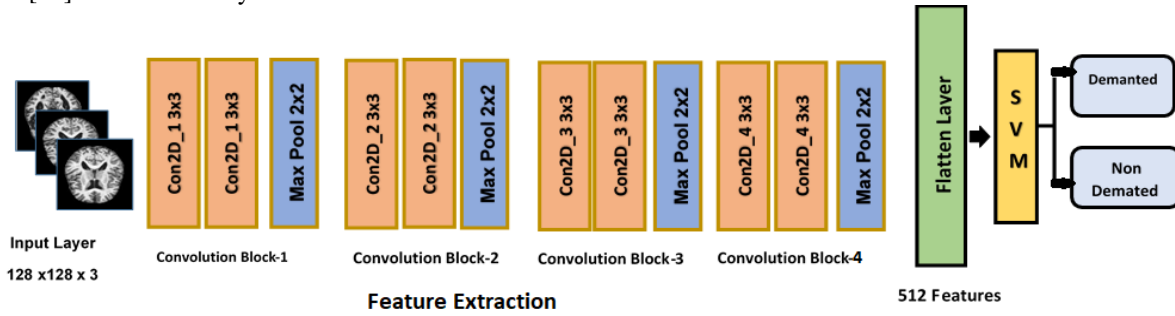 Con2D_1 3x3
Con2D_1 3x3
Max Pool 2x2
Con2D_2 3x3
Con2D_2 3x3
Max Pool 2x2
Con2D_3 3x3
Con2D_3 3x3
Max Pool 2x2
Con2D_4 3x3
Con2D_4 3x3
Max Pool 2x2
Flatten Layer
S
V
M
Demanted
Non
Demated
Input Layer
128 x128 x 3
Convolution Block-1
Convolution Block-2
Convolution Block-3
Convolution Block-4
512 Features
Feature Extraction